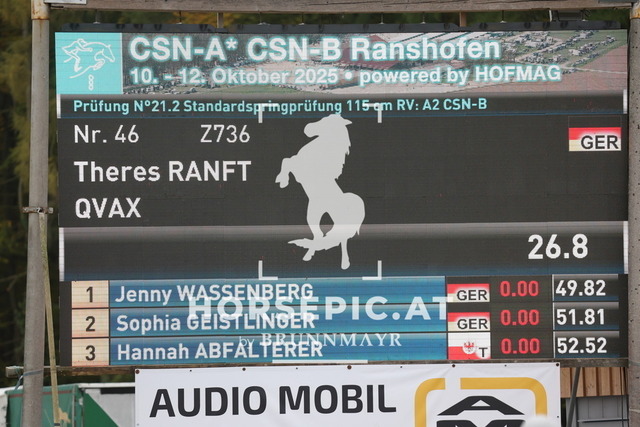 CSN-A* CSN-B Ranshofen
10. - 12. Oktober 2025 • powered by HOFMAG
Prüfung N°21.2 Standardspringprüfung 115 cm RV: A2 CSN-B
Nr. 46 Z736
GER
Theres RANFT
QVAX
26.8
1 Jenny WASSENBERG GER 0.00 49.82
HORSEPIC.AT
2 Sophia GEISTLINGER GER 0.00 51.81
by BRUNNMAYR
3 Hannah ABFALTERER T 0.00 52.52
AUDIO MOBIL